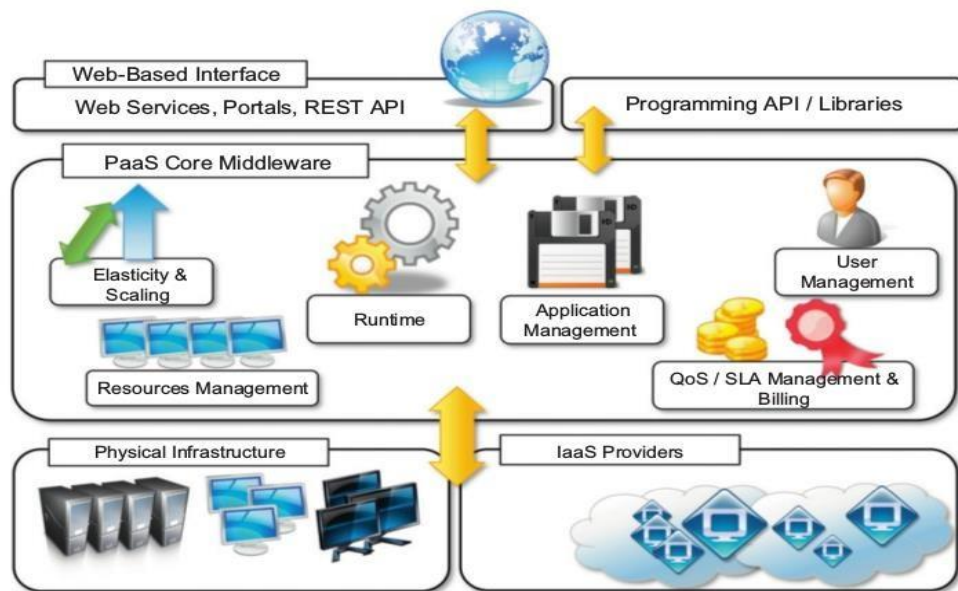 Web-Based Interface
Web Services, Portals, REST API
Programming API / Libraries
PaaS Core Middleware
Elasticity &
Scaling
Runtime
Application
Management
User
Management
Resources Management
QoS / SLA Management &
Billing
Physical Infrastructure
IaaS Providers